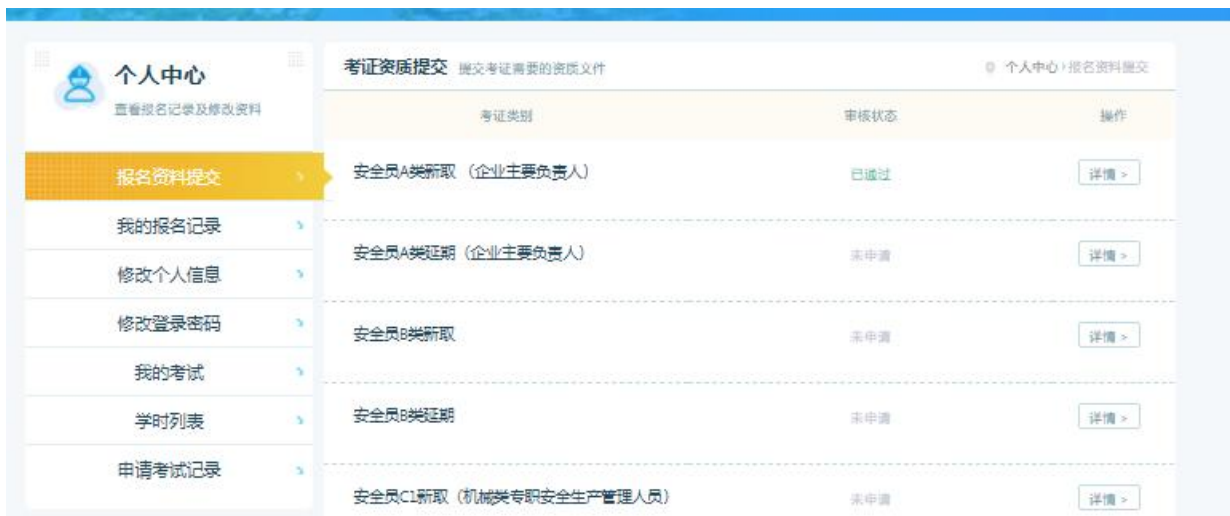 个人中心
查看报名记录及修改资料
报名资料提交
我的报名记录
修改个人信息
修改登录密码
我的考试
学时列表
申请考试记录
考证资质提交 提交考证需要的资质文件
个人中心 › 报名资料提交
考证类别 审核状态 操作
安全员A类新取 （企业主要负责人） 已通过 详情 >
安全员A类延期（企业主要负责人） 未申请 详情 >
安全员B类新取 未申请 详情 >
安全员B类延期 未申请 详情 >
安全员C1新取（机械类专职安全生产管理人员） 未申请 详情 >